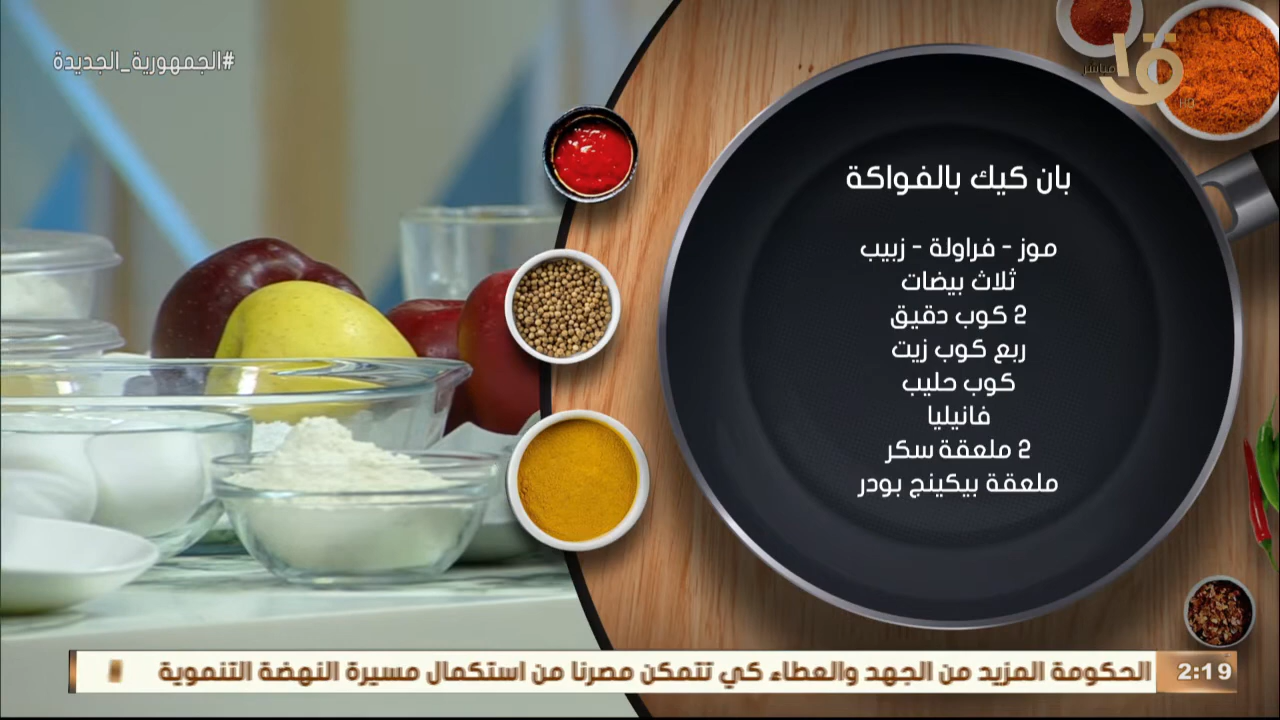 #الجمهورية_الجديدة
مباشر
HD
بان كيك بالفواكة
موز - فراولة - زبيب
ثلاث بيضات
2 كوب دقيق
ربع كوب زيت
كوب حليب
فانيليا
2 ملعقة سكر
ملعقة بيكينج بودر
2:19
الحكومة المزيد من الجهد والعطاء كي تتمكن مصرنا من استكمال مسيرة النهضة التنموية